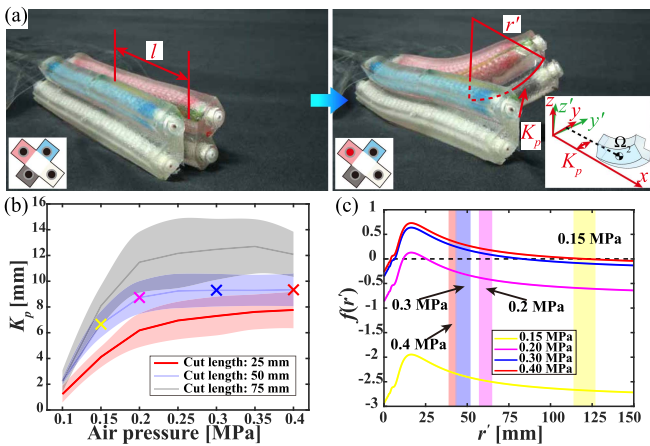 (a)
l
r'
K_p
z z' y y'
Ω_2
K_p
x
(b)
K_p [mm]
16
14
12
10
8
6
4
2
0
Cut length: 25 mm
Cut length: 50 mm
Cut length: 75 mm
0.1 0.15 0.2 0.25 0.3 0.35 0.4
Air pressure [MPa]
(c)
f(r')
1
0.5
0
-0.5
-1
-1.5
-2
-2.5
-3
0.15 MPa
0.3 MPa
0.2 MPa
0.4 MPa
0.15 MPa
0.20 MPa
0.30 MPa
0.40 MPa
0 25 50 75 100 125 150
r' [mm]